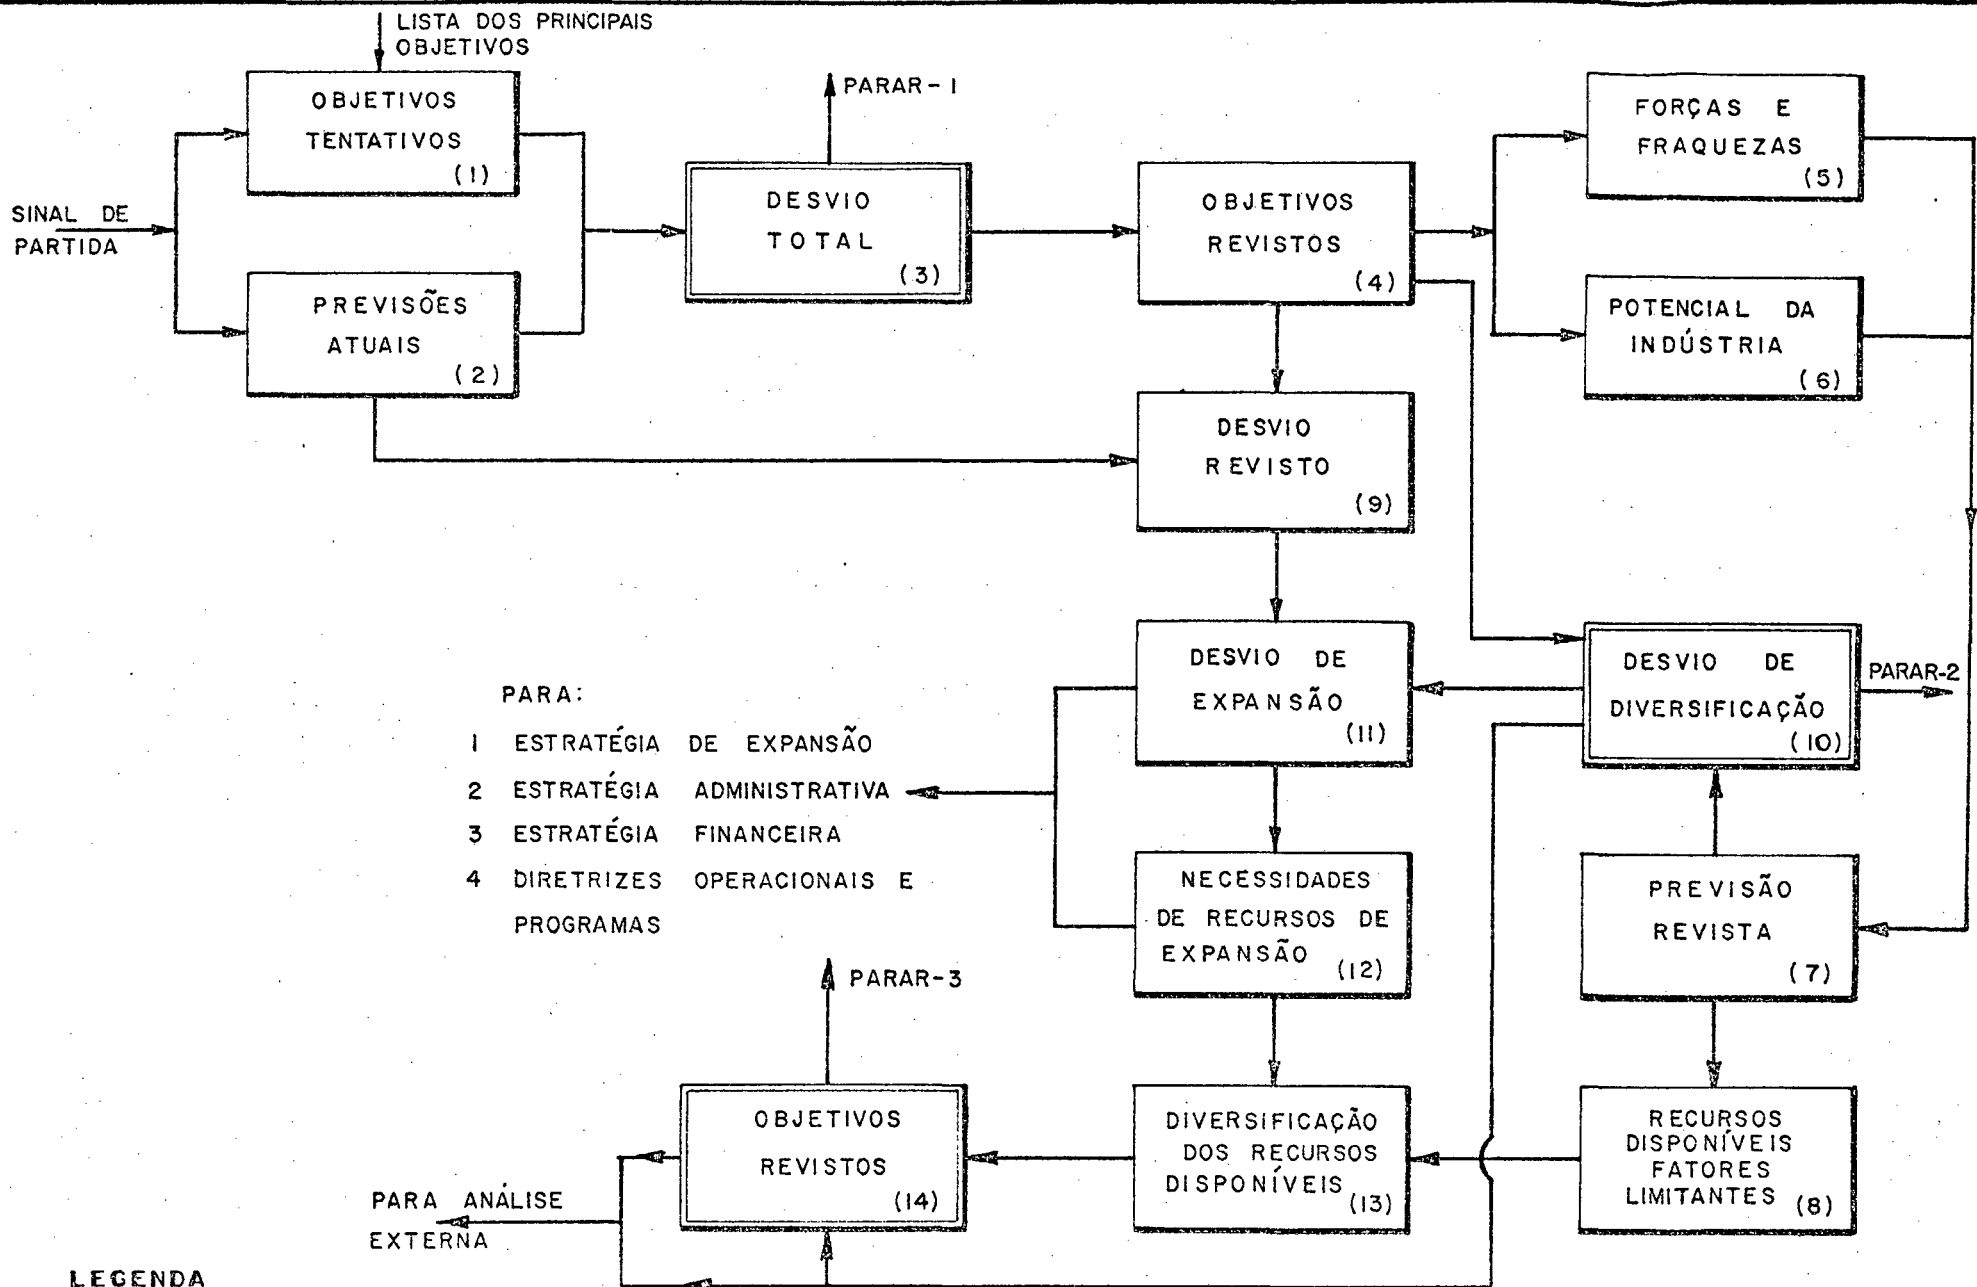 LISTA DOS PRINCIPAIS
OBJETIVOS
OBJETIVOS
TENTATIVOS
(1)
SINAL DE
PARTIDA
PREVISÕES
ATUAIS
(2)
PARAR-1
DESVIO
TOTAL
(3)
OBJETIVOS
REVISTOS
(4)
FORÇAS E
FRAQUEZAS
(5)
POTENCIAL DA
INDÚSTRIA
(6)
DESVIO
REVISTO
(9)
DESVIO DE
EXPANSÃO
(11)
DESVIO DE
DIVERSIFICAÇÃO
(10)
PARAR-2
PARA:
1 ESTRATÉGIA DE EXPANSÃO
2 ESTRATÉGIA ADMINISTRATIVA
3 ESTRATÉGIA FINANCEIRA
4 DIRETRIZES OPERACIONAIS E
PROGRAMAS
NECESSIDADES
DE RECURSOS DE
EXPANSÃO
(12)
PREVISÃO
REVISTA
(7)
PARAR-3
OBJETIVOS
REVISTOS
(14)
DIVERSIFICAÇÃO
DOS RECURSOS
DISPONÍVEIS
(13)
RECURSOS
DISPONÍVEIS
FATORES
LIMITANTES
(8)
PARA ANÁLISE
EXTERNA
LEGENDA